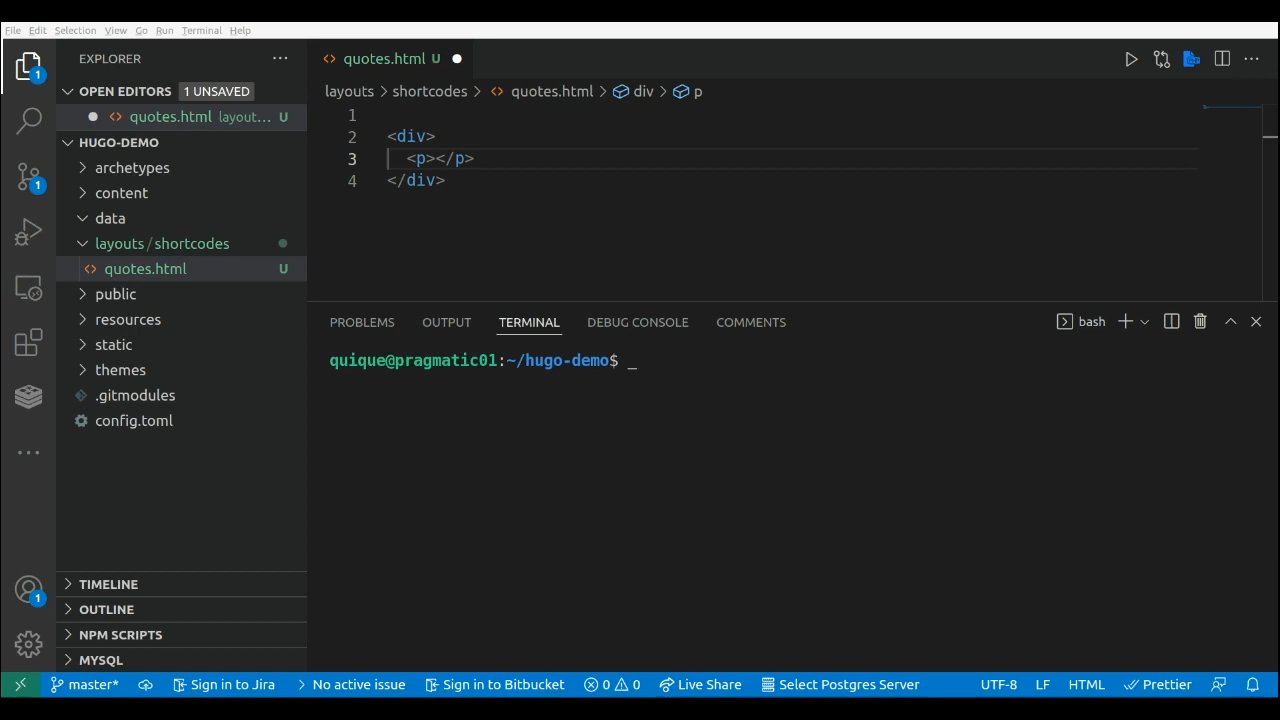 File Edit Selection View Go Run Terminal Help
EXPLORER
OPEN EDITORS 1 UNSAVED
quotes.html layout... U
HUGO-DEMO
archetypes
content
data
layouts/shortcodes
quotes.html U
public
resources
static
themes
.gitmodules
config.toml
TIMELINE
OUTLINE
NPM SCRIPTS
MYSQL
1
1
1
quotes.html U
layouts > shortcodes > quotes.html > div > p
1
2 <div>
3 <p></p>
4 </div>
PROBLEMS OUTPUT TERMINAL DEBUG CONSOLE COMMENTS
bash
quique@pragmatic01:~/hugo-demo$ _
master* Sign in to Jira No active issue Sign in to Bitbucket 0 0 Live Share Select Postgres Server UTF-8 LF HTML Prettier